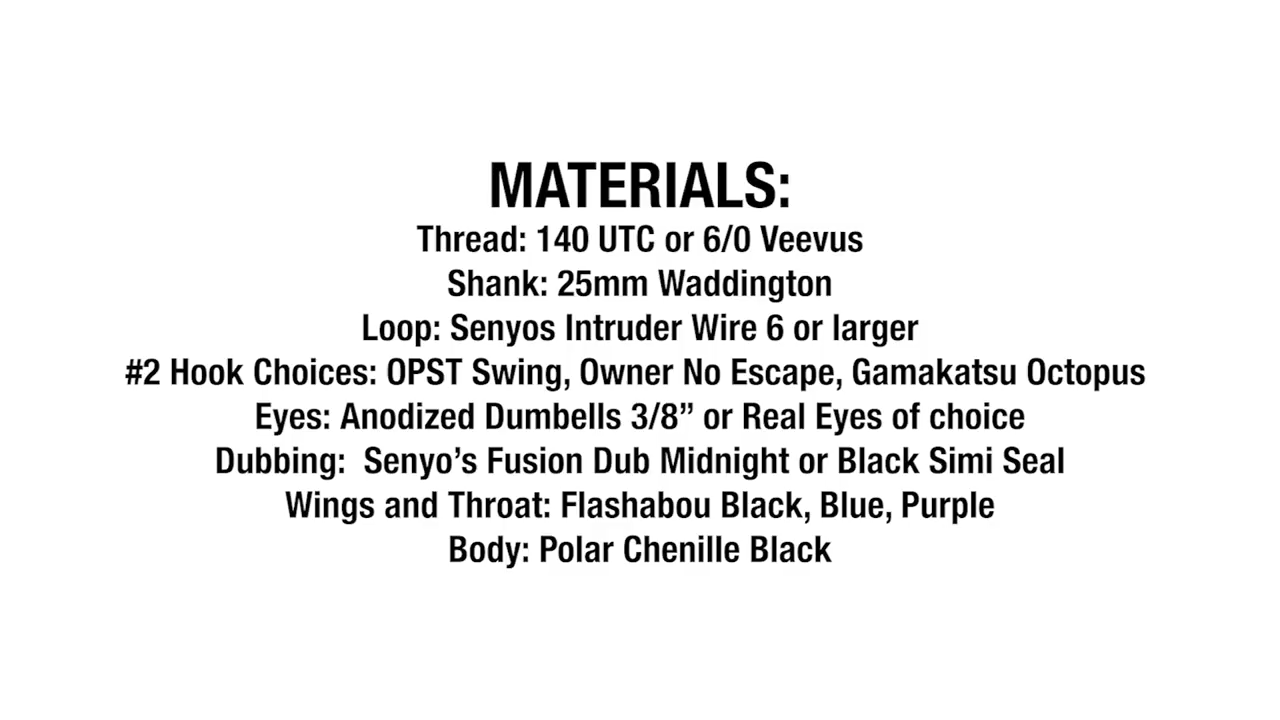 MATERIALS:
Thread: 140 UTC or 6/0 Veevus
Shank: 25mm Waddington
Loop: Senyos Intruder Wire 6 or larger
#2 Hook Choices: OPST Swing, Owner No Escape, Gamakatsu Octopus
Eyes: Anodized Dumbells 3/8” or Real Eyes of choice
Dubbing:  Senyo’s Fusion Dub Midnight or Black Simi Seal
Wings and Throat: Flashabou Black, Blue, Purple
Body: Polar Chenille Black